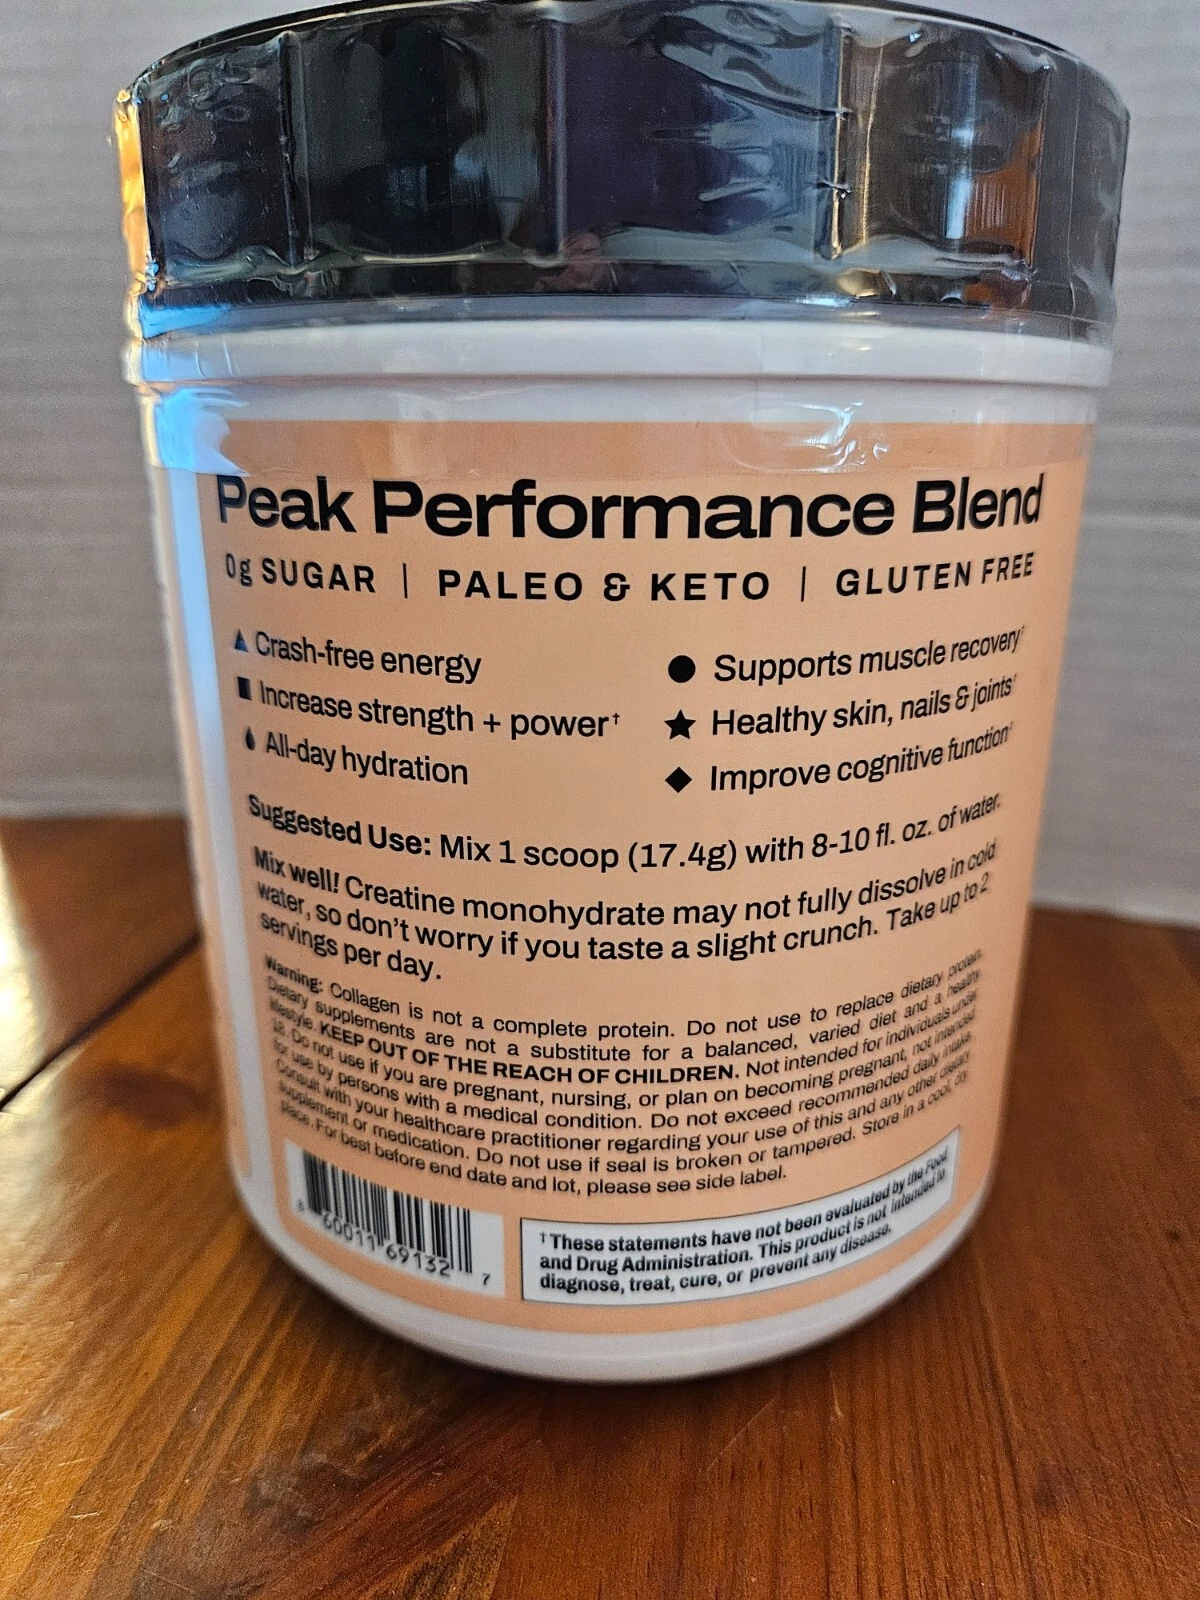 Peak Performance Blend
0g SUGAR | PALEO & KETO | GLUTEN FREE
Crash-free energy
Increase strength + power†
All-day hydration
Supports muscle recovery†
Healthy skin, nails & joints†
Improve cognitive function†
Suggested Use: Mix 1 scoop (17.4g) with 8-10 fl. oz. of water.
Mix well! Creatine monohydrate may not fully dissolve in cold
water, so don't worry if you taste a slight crunch. Take up to 2
servings per day.
Warning: Collagen is not a complete protein. Do not use to replace dietary protein.
Dietary supplements are not a substitute for a balanced, varied diet and a healthy
lifestyle. KEEP OUT OF THE REACH OF CHILDREN. Not intended for individuals under
18. Do not use if you are pregnant, nursing, or plan on becoming pregnant, not intended
for use by persons with a medical condition. Do not exceed recommended daily intake.
Consult with your healthcare practitioner regarding your use of this and any other dietary
supplement or medication. Do not use if seal is broken or tampered. Store in a cool, dry
place. For best before end date and lot, please see side label.
8 60011 69132 7
†These statements have not been evaluated by the Food
and Drug Administration. This product is not intended to
diagnose, treat, cure, or prevent any disease.